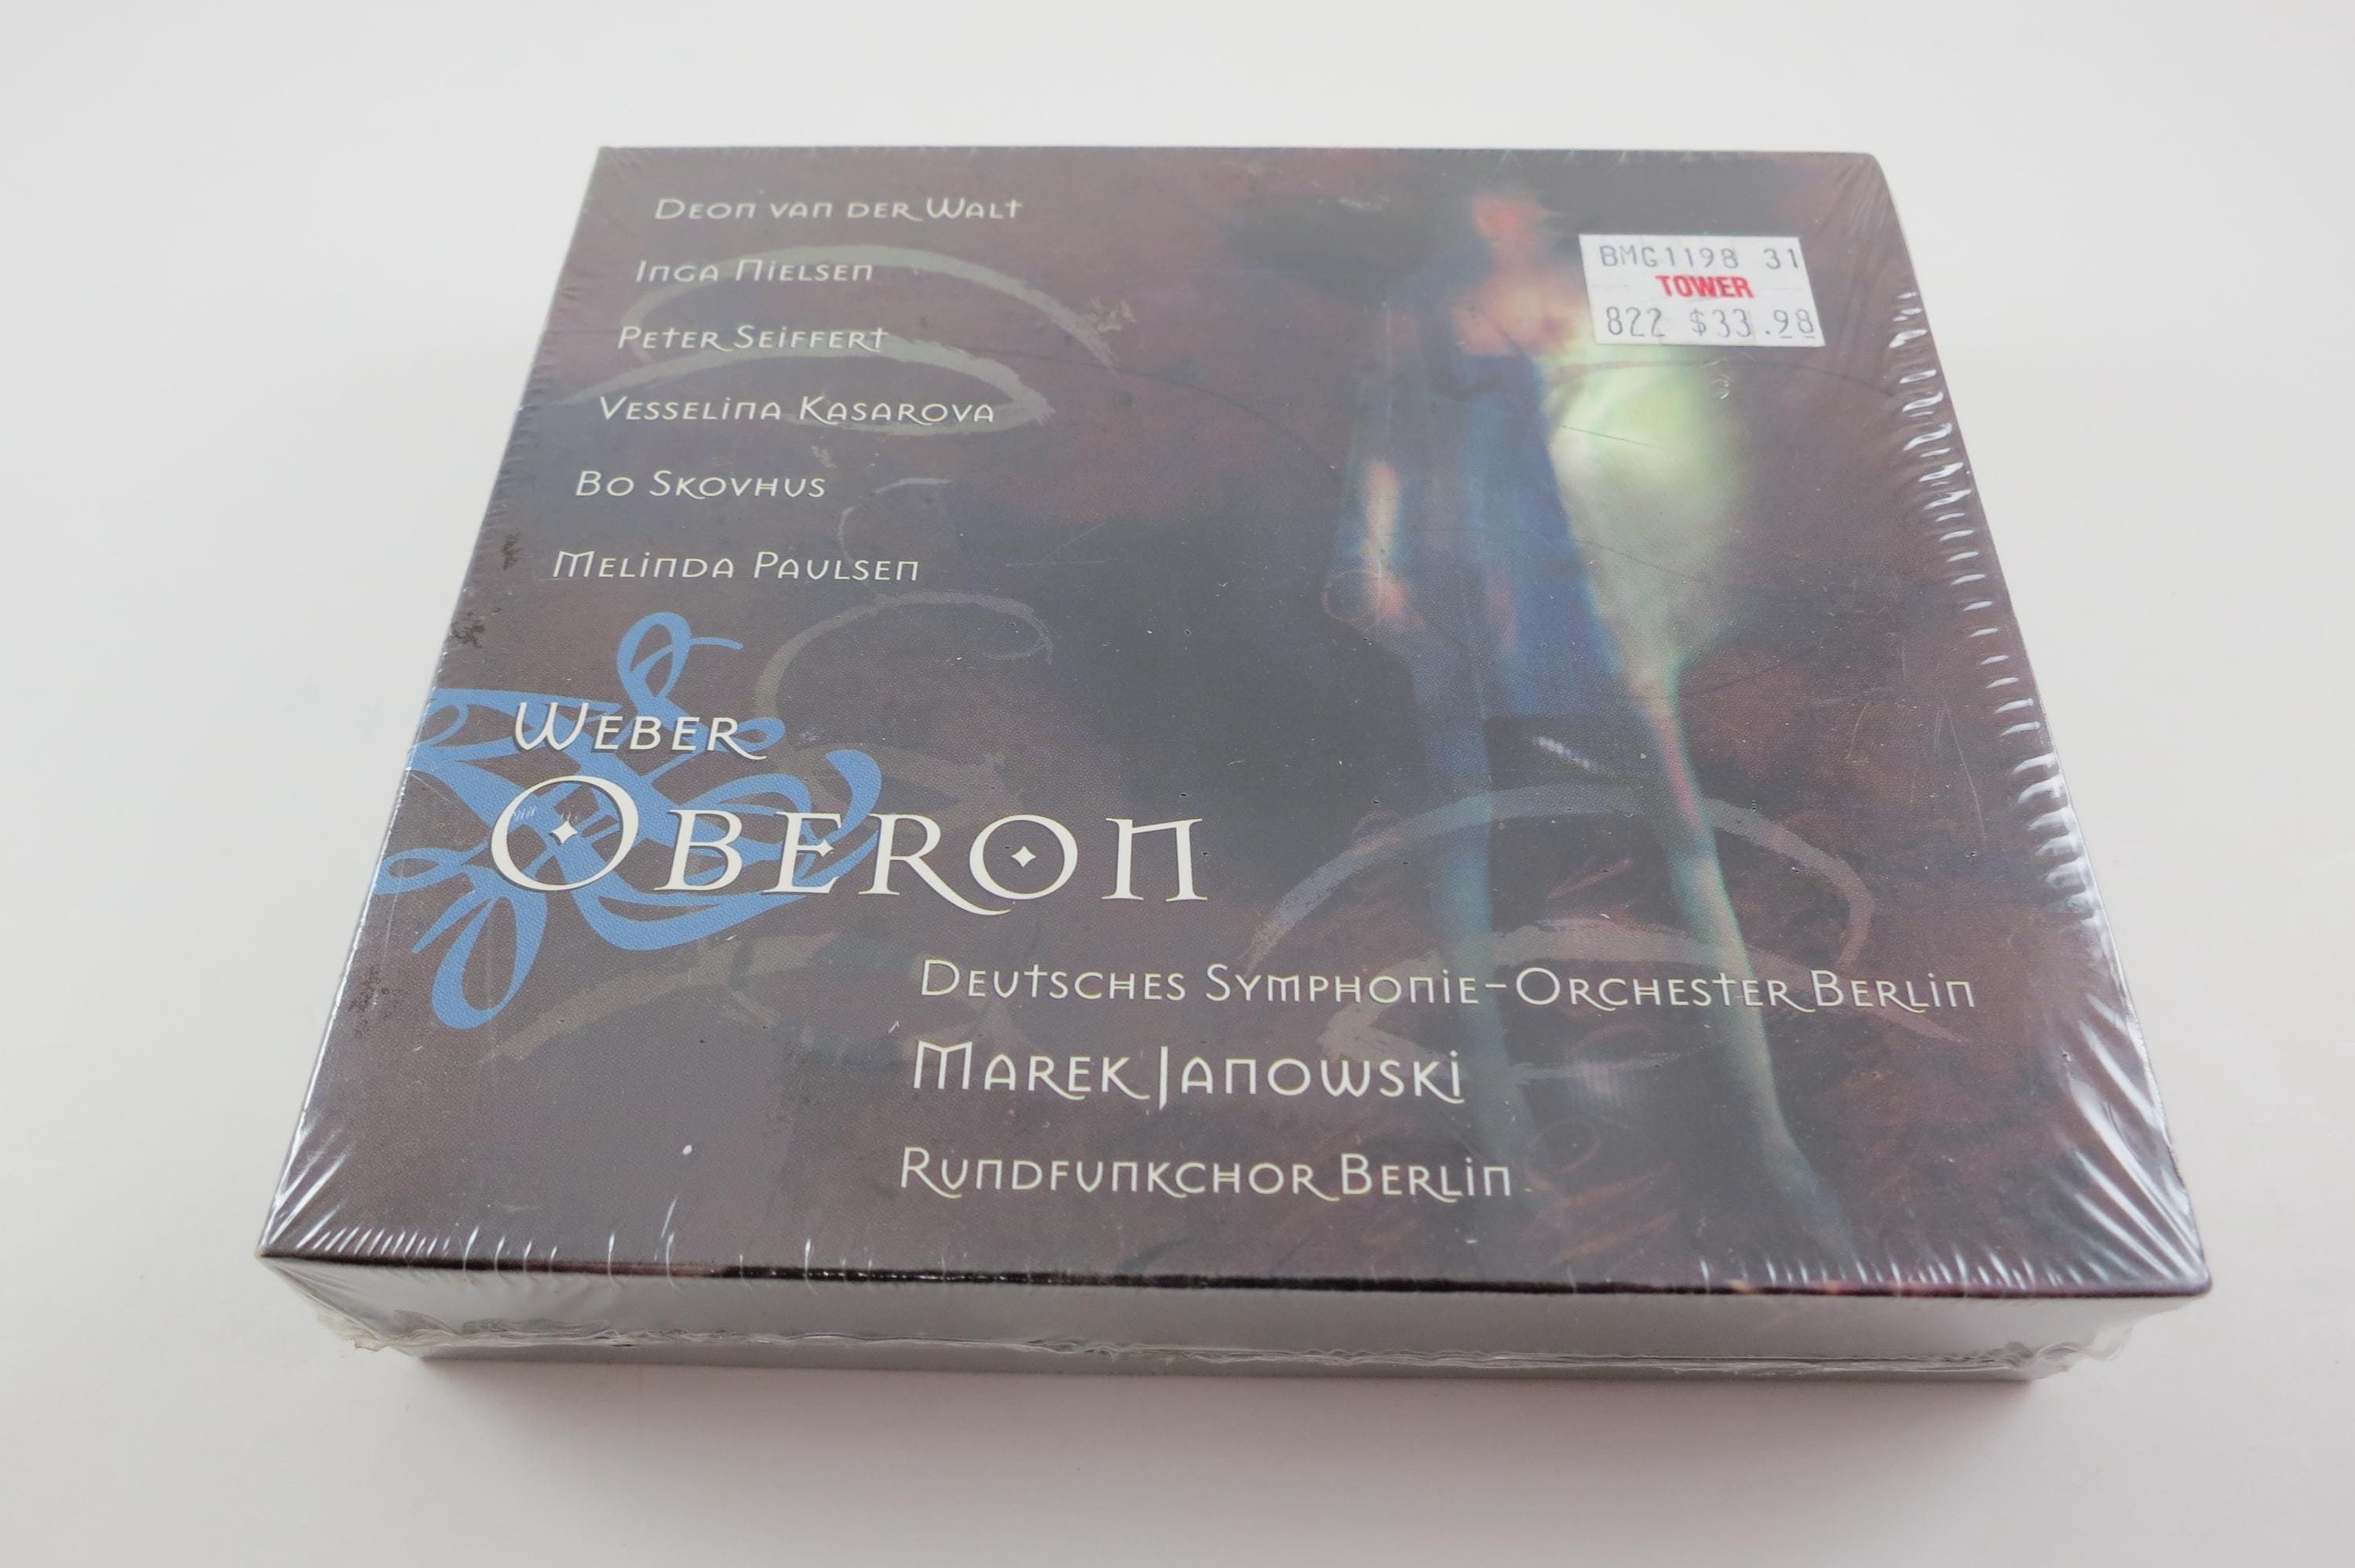 Deon van der Walt
Inga Nielsen
Peter Seiffert
Vesselina Kasarova
Bo Skovhus
Melinda Paulsen
Weber
Oberon
Deutsches Symphonie-Orchester Berlin
Marek Janowski
Rundfunkchor Berlin
BMG1198 31
TOWER
822 $33.98